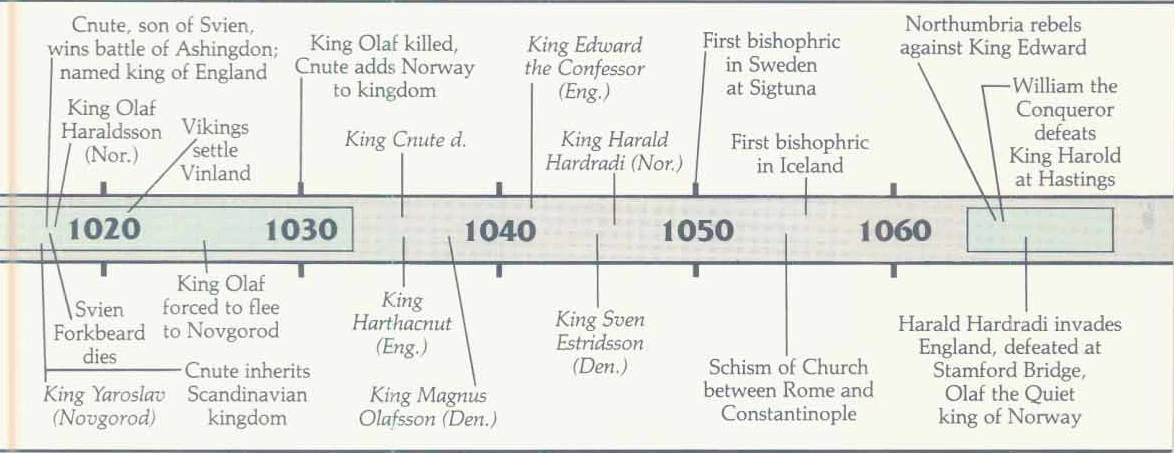 Cnute, son of Svien,
wins battle of Ashingdon;
named king of England
King Olaf
Haraldsson
(Nor.)
Vikings
settle
Vinland
King Olaf killed,
Cnute adds Norway
to kingdom
King Cnute d.
King Edward
the Confessor
(Eng.)
King Harald
Hardradi (Nor.)
First bishophric
in Sweden
at Sigtuna
First bishophric
in Iceland
Northumbria rebels
against King Edward
William the
Conqueror
defeats
King Harold
at Hastings
1020
1030
1040
1050
1060
Svien
Forkbeard
dies
King Yaroslav
(Novgorod)
King Olaf
forced to flee
to Novgorod
Cnute inherits
Scandinavian
kingdom
King
Harthacnut
(Eng.)
King Magnus
Olafsson (Den.)
King Sven
Estridsson
(Den.)
Schism of Church
between Rome and
Constantinople
Harald Hardradi invades
England, defeated at
Stamford Bridge,
Olaf the Quiet
king of Norway